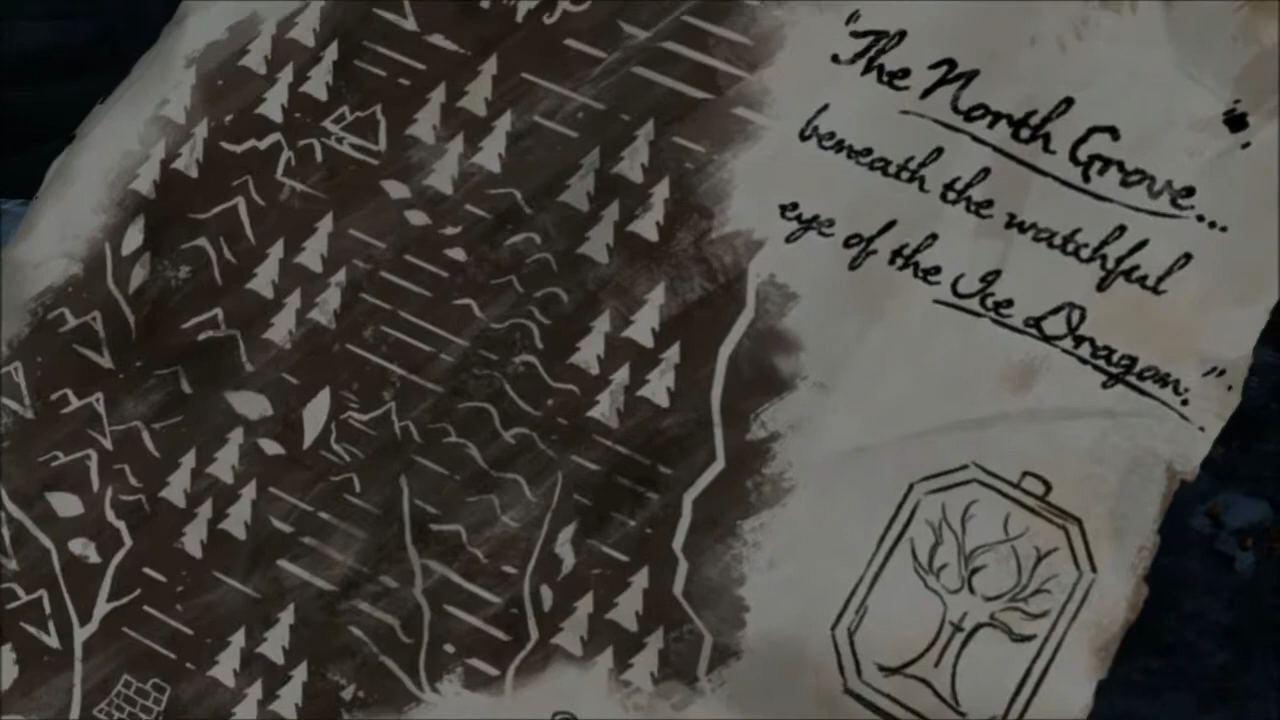 "The North Grove...
beneath the watchful
eye of the Ice Dragon."